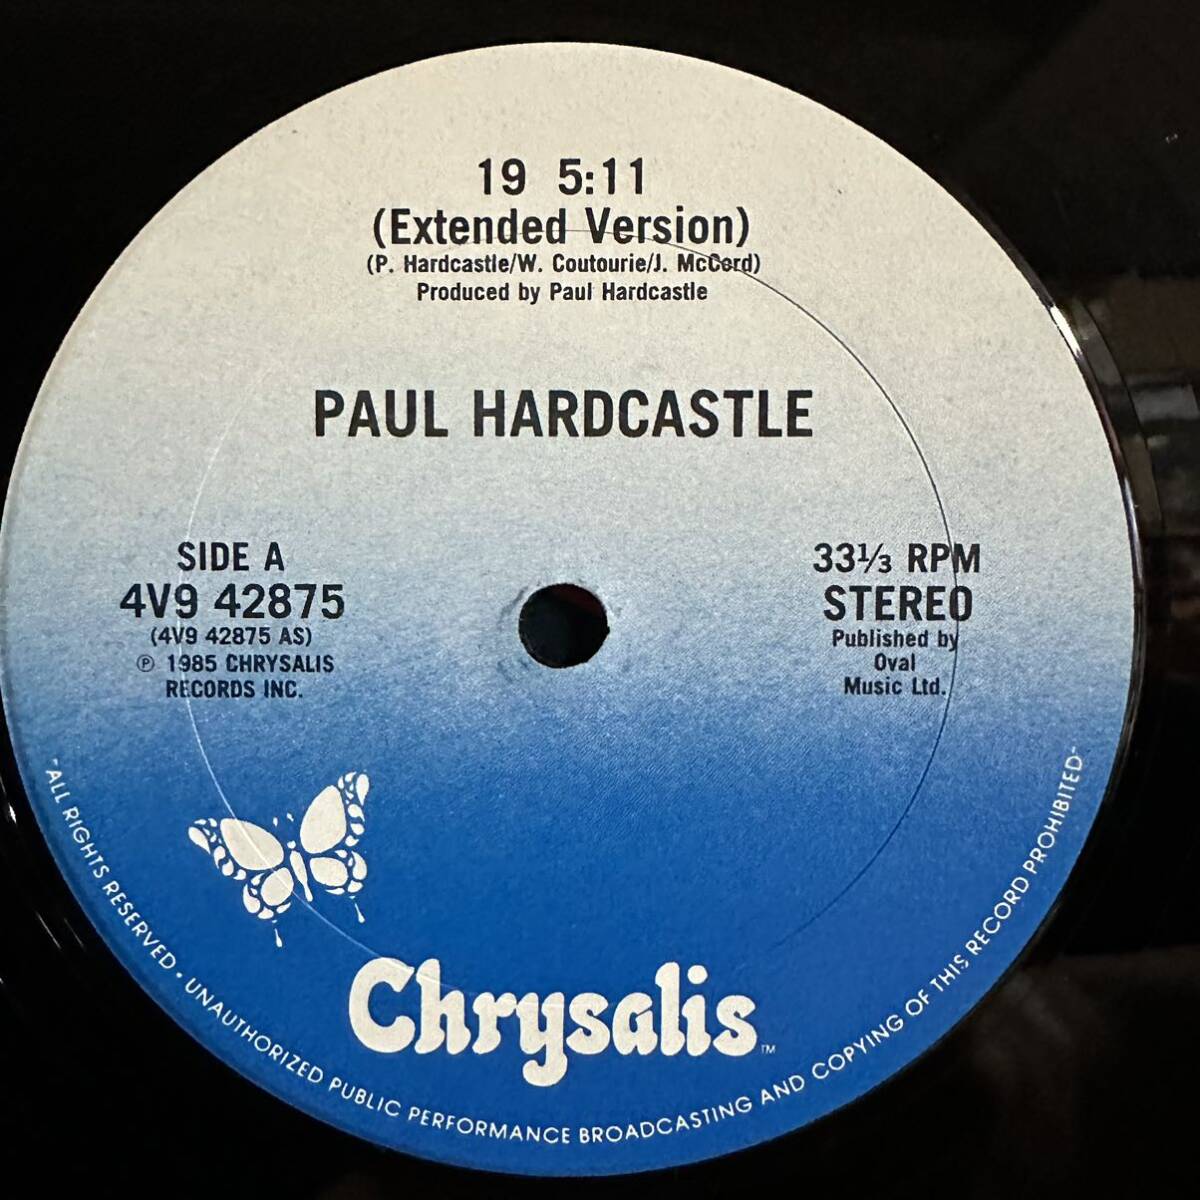 19 5:11
(Extended Version)
(P. Hardcastle/W. Coutourie/J. McCord)
Produced by Paul Hardcastle
PAUL HARDCASTLE
SIDE A
4V9 42875
(4V9 42875 AS)
℗ 1985 CHRYSALIS
RECORDS INC.
33⅓ RPM
STEREO
Published by
Oval
Music Ltd.
Chrysalis™
-ALL RIGHTS RESERVED • UNAUTHORIZED PUBLIC PERFORMANCE BROADCASTING AND COPYING OF THIS RECORD PROHIBITED-